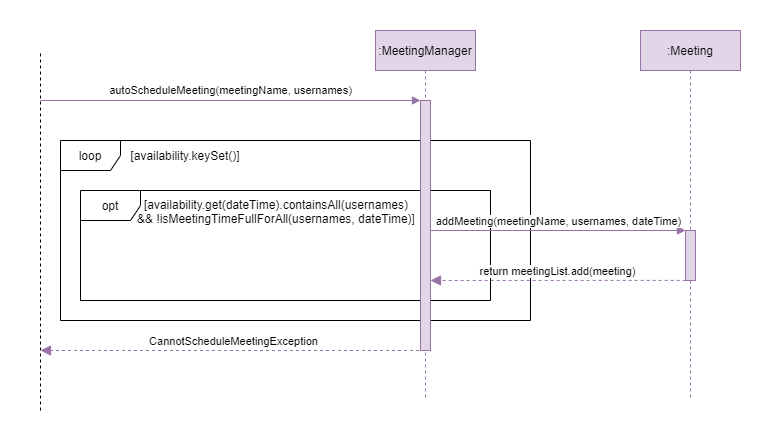 :MeetingManager
:Meeting
autoScheduleMeeting(meetingName, usernames)
loop
[availability.keySet()]
opt
[availability.get(dateTime).containsAll(usernames)
&& !isMeetingTimeFullForAll(usernames, dateTime)]
addMeeting(meetingName, usernames, dateTime)
return meetingList.add(meeting)
CannotScheduleMeetingException